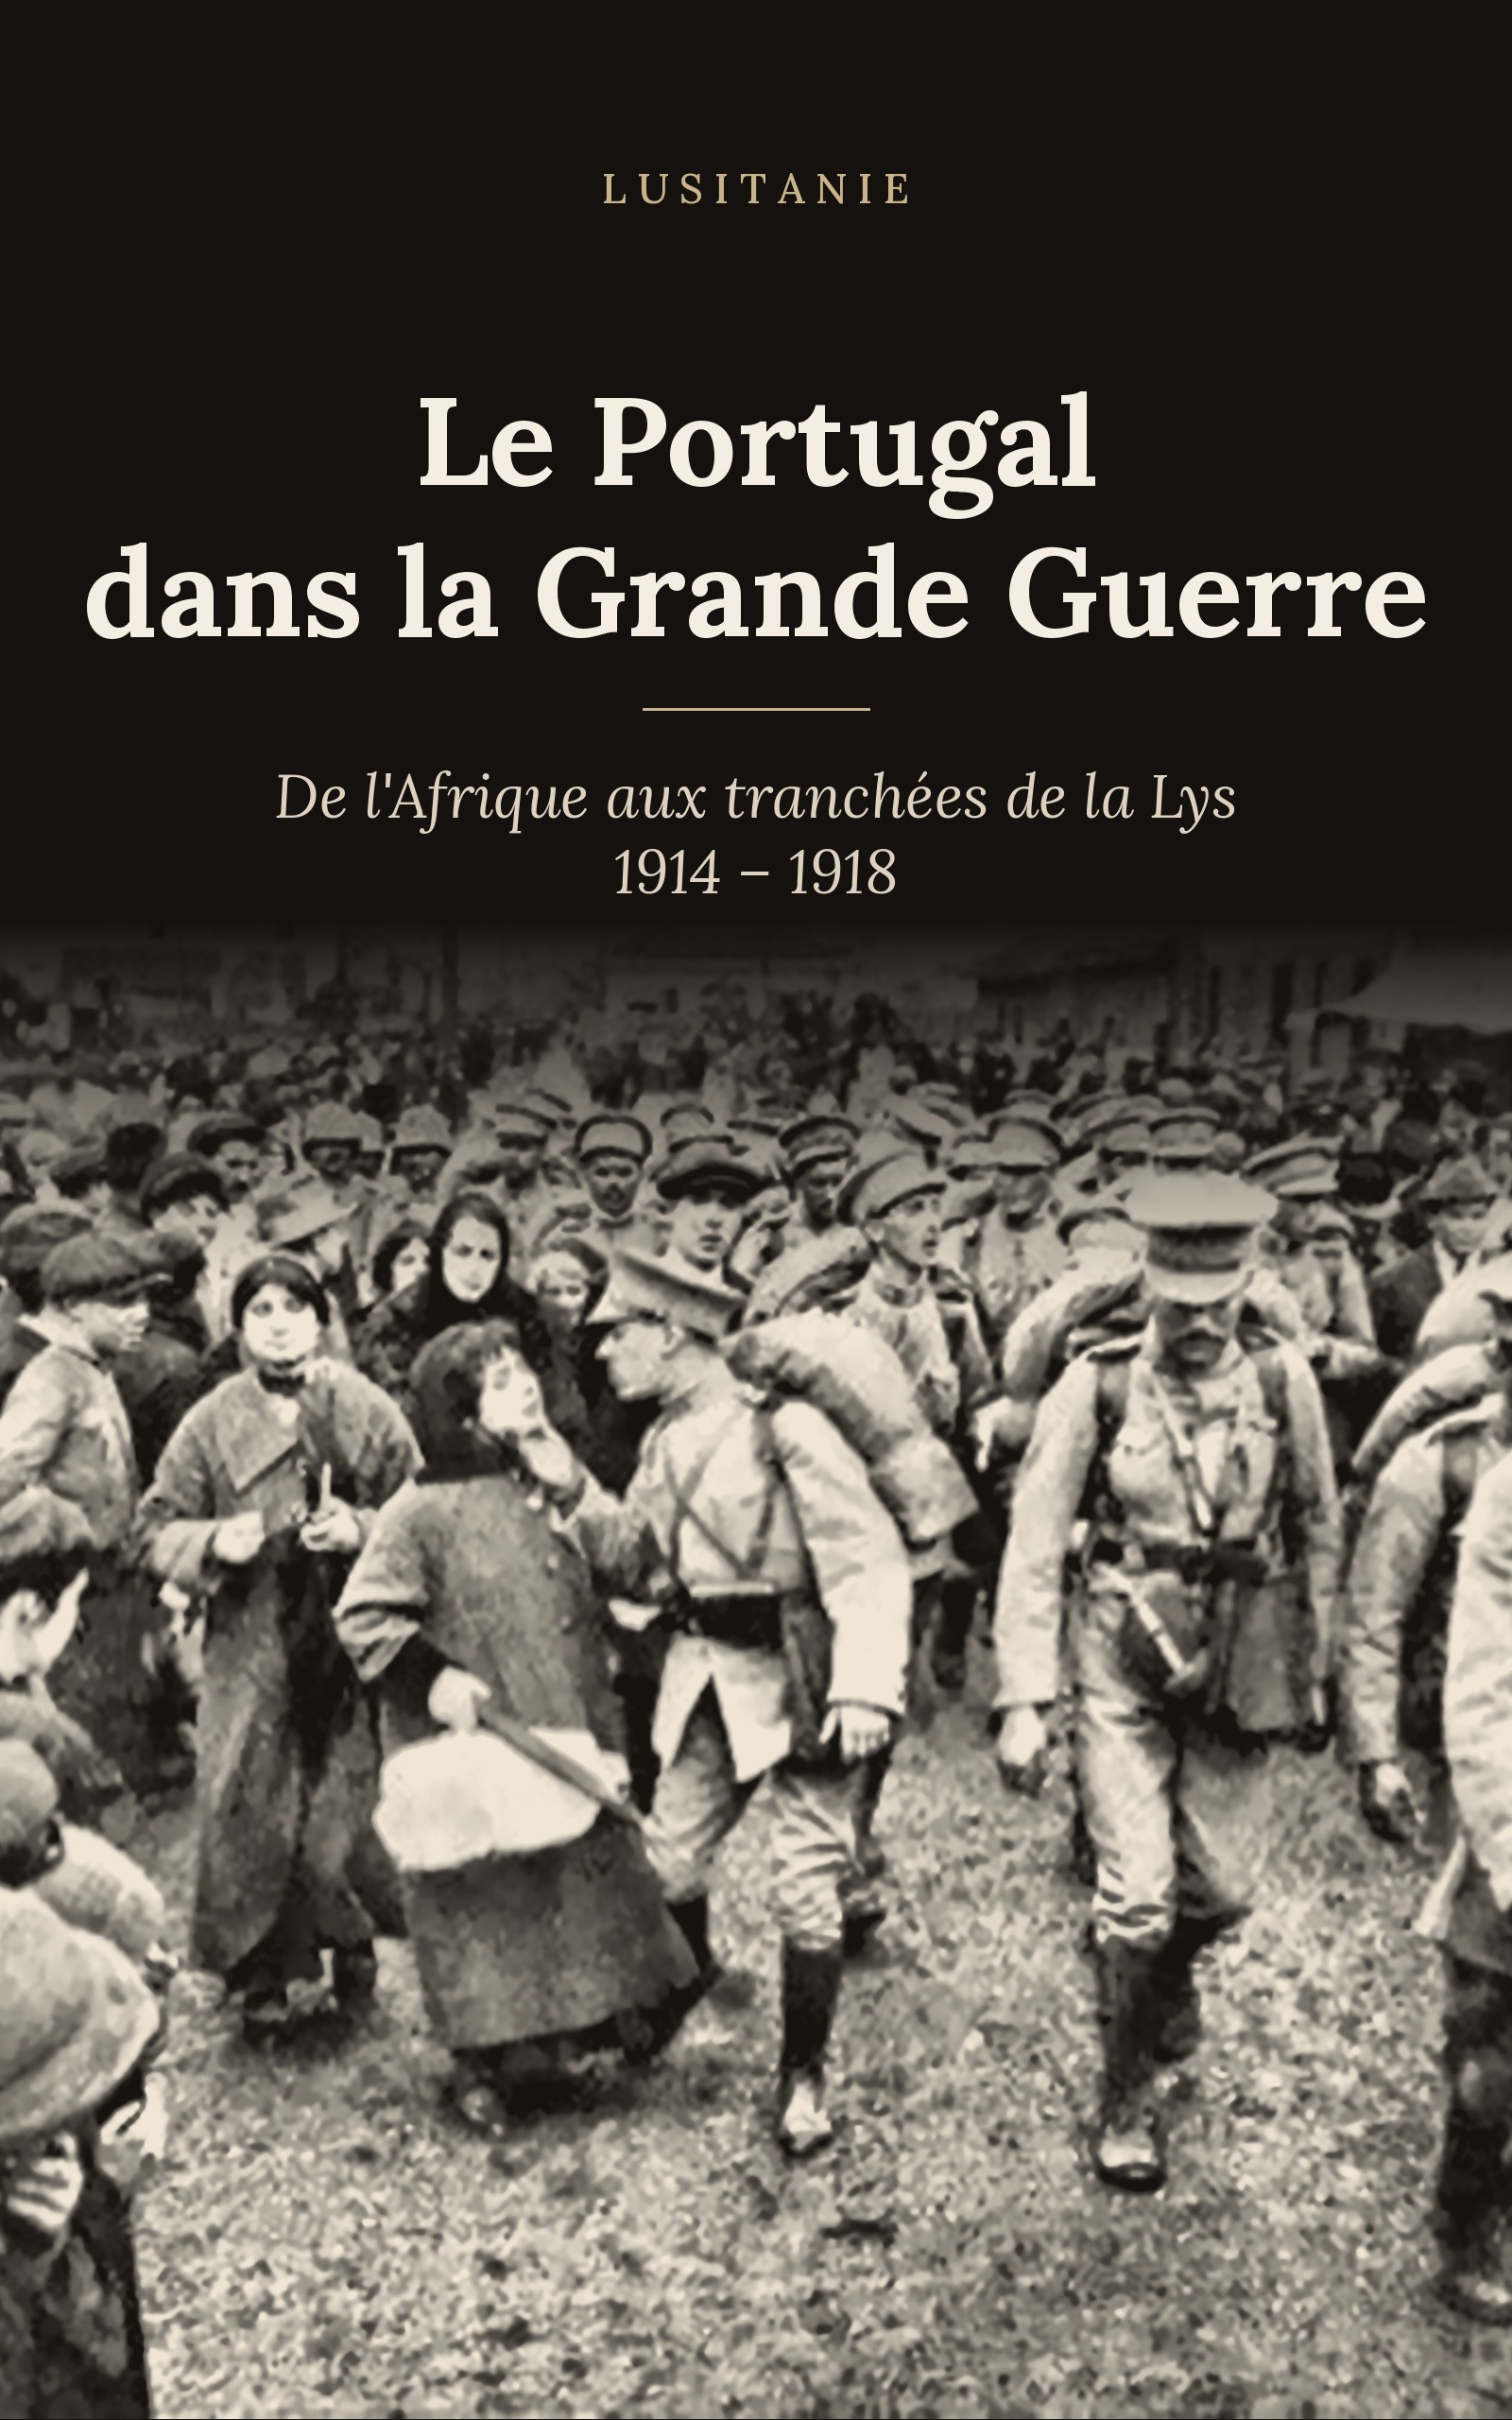 LUSITANIE
Le Portugal
dans la Grande Guerre
De l'Afrique aux tranchées de la Lys
1914 – 1918